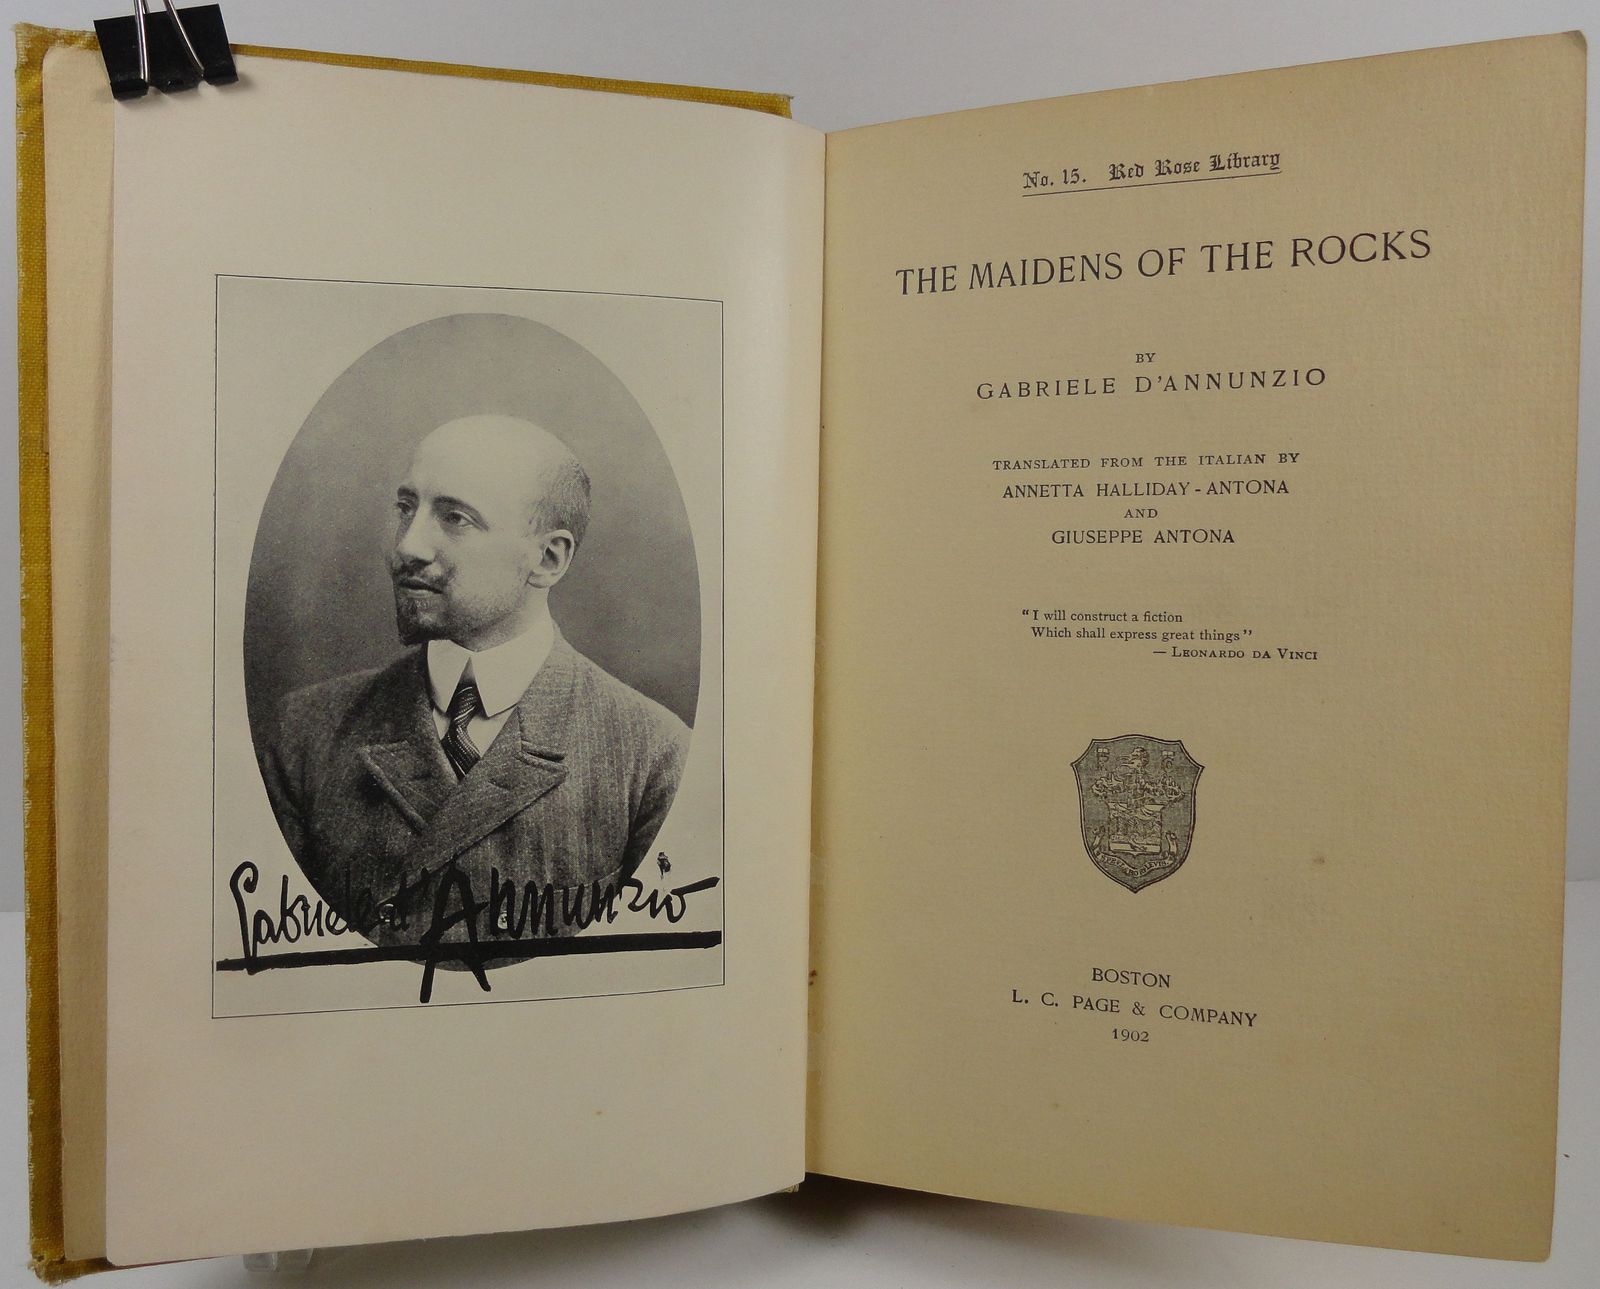 Gabriele d'Annunzio
No. 15. Red Rose Library
THE MAIDENS OF THE ROCKS
BY
GABRIELE D'ANNUNZIO
TRANSLATED FROM THE ITALIAN BY
ANNETTA HALLIDAY-ANTONA
AND
GIUSEPPE ANTONA
"I will construct a fiction
Which shall express great things"
— LEONARDO DA VINCI
BOSTON
L. C. PAGE & COMPANY
1902